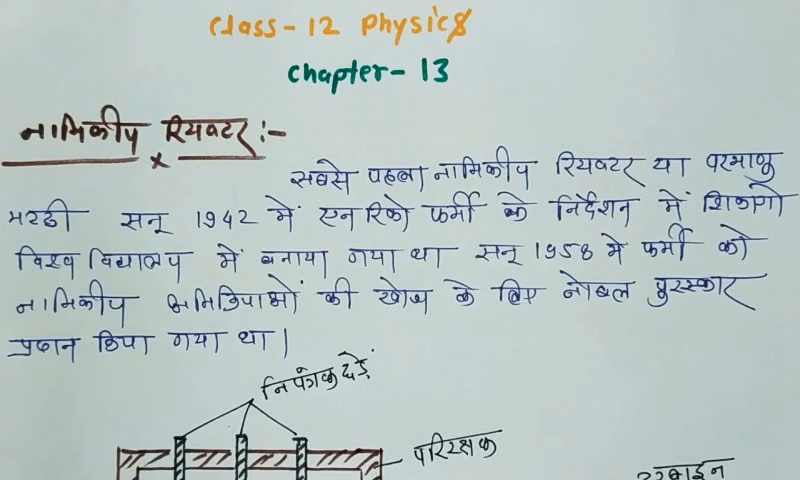 Class-12 Physics
Chapter-13
नाभिकीय रियक्टर:-
सबसे पहला नाभिकीय रियक्टर या परमाणु
भट्टी सन् 1942 में एनरिको फर्मी के निर्देशन में शिकागो
विश्व विद्यालय में बनाया गया था सन् 1958 में फर्मी को
नाभिकीय अभिक्रियाओं की खोज के लिए नोबल पुरस्कार
प्रदान किया गया था।
नियंत्रक छड़ें
परिरक्षक